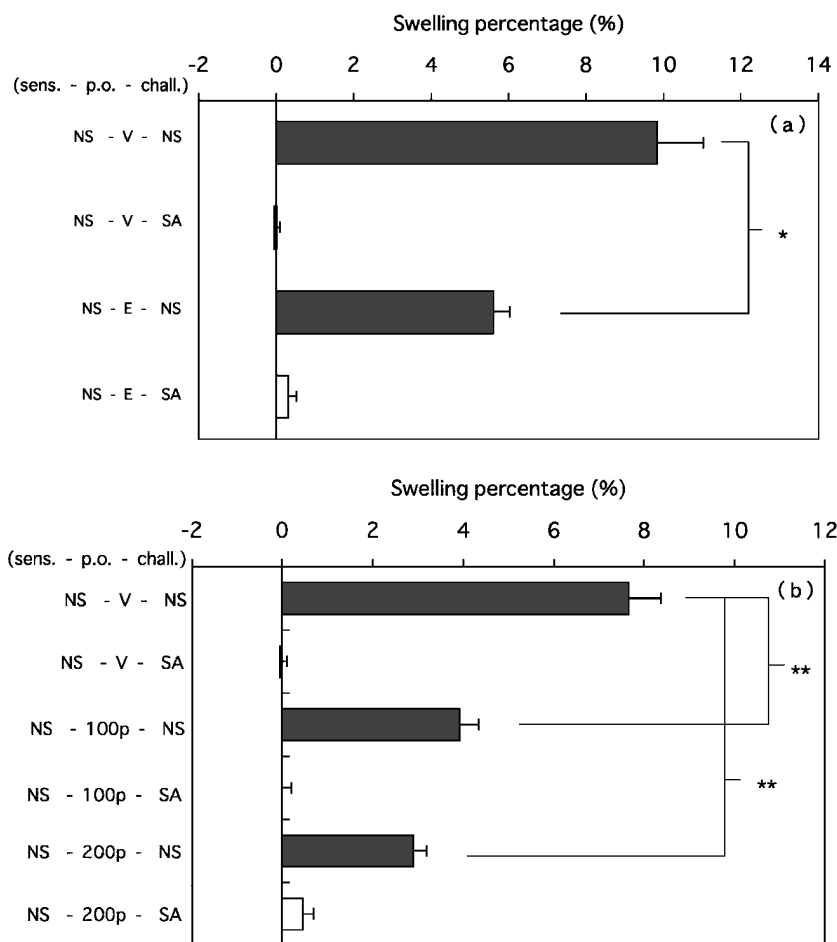 Swelling percentage (%)
-2 0 2 4 6 8 10 12 14
(sens. - p.o. - chall.)
(a)
NS - V - NS
NS - V - SA
*
NS - E - NS
NS - E - SA
Swelling percentage (%)
-2 0 2 4 6 8 10 12
(sens. - p.o. - chall.)
(b)
NS - V - NS
NS - V - SA
**
NS - 100p - NS
NS - 100p - SA
**
NS - 200p - NS
NS - 200p - SA